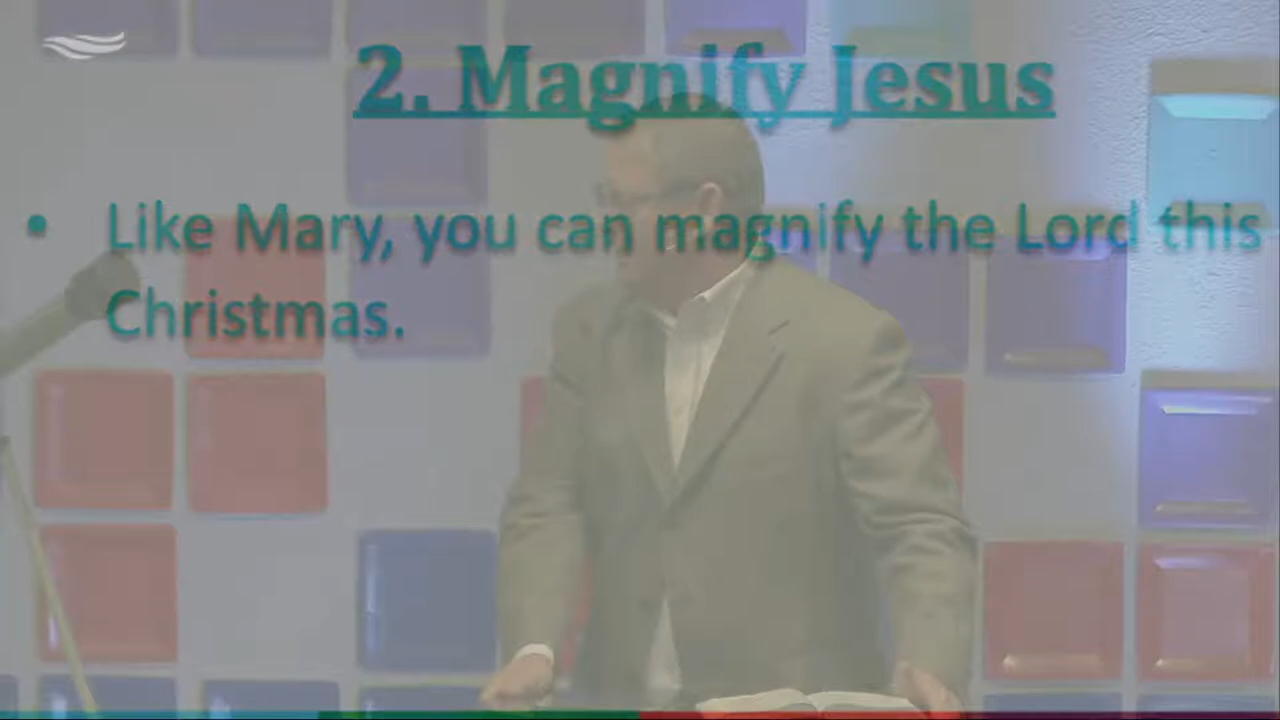 2. Magnify Jesus
• Like Mary, you can magnify the Lord this
Christmas.